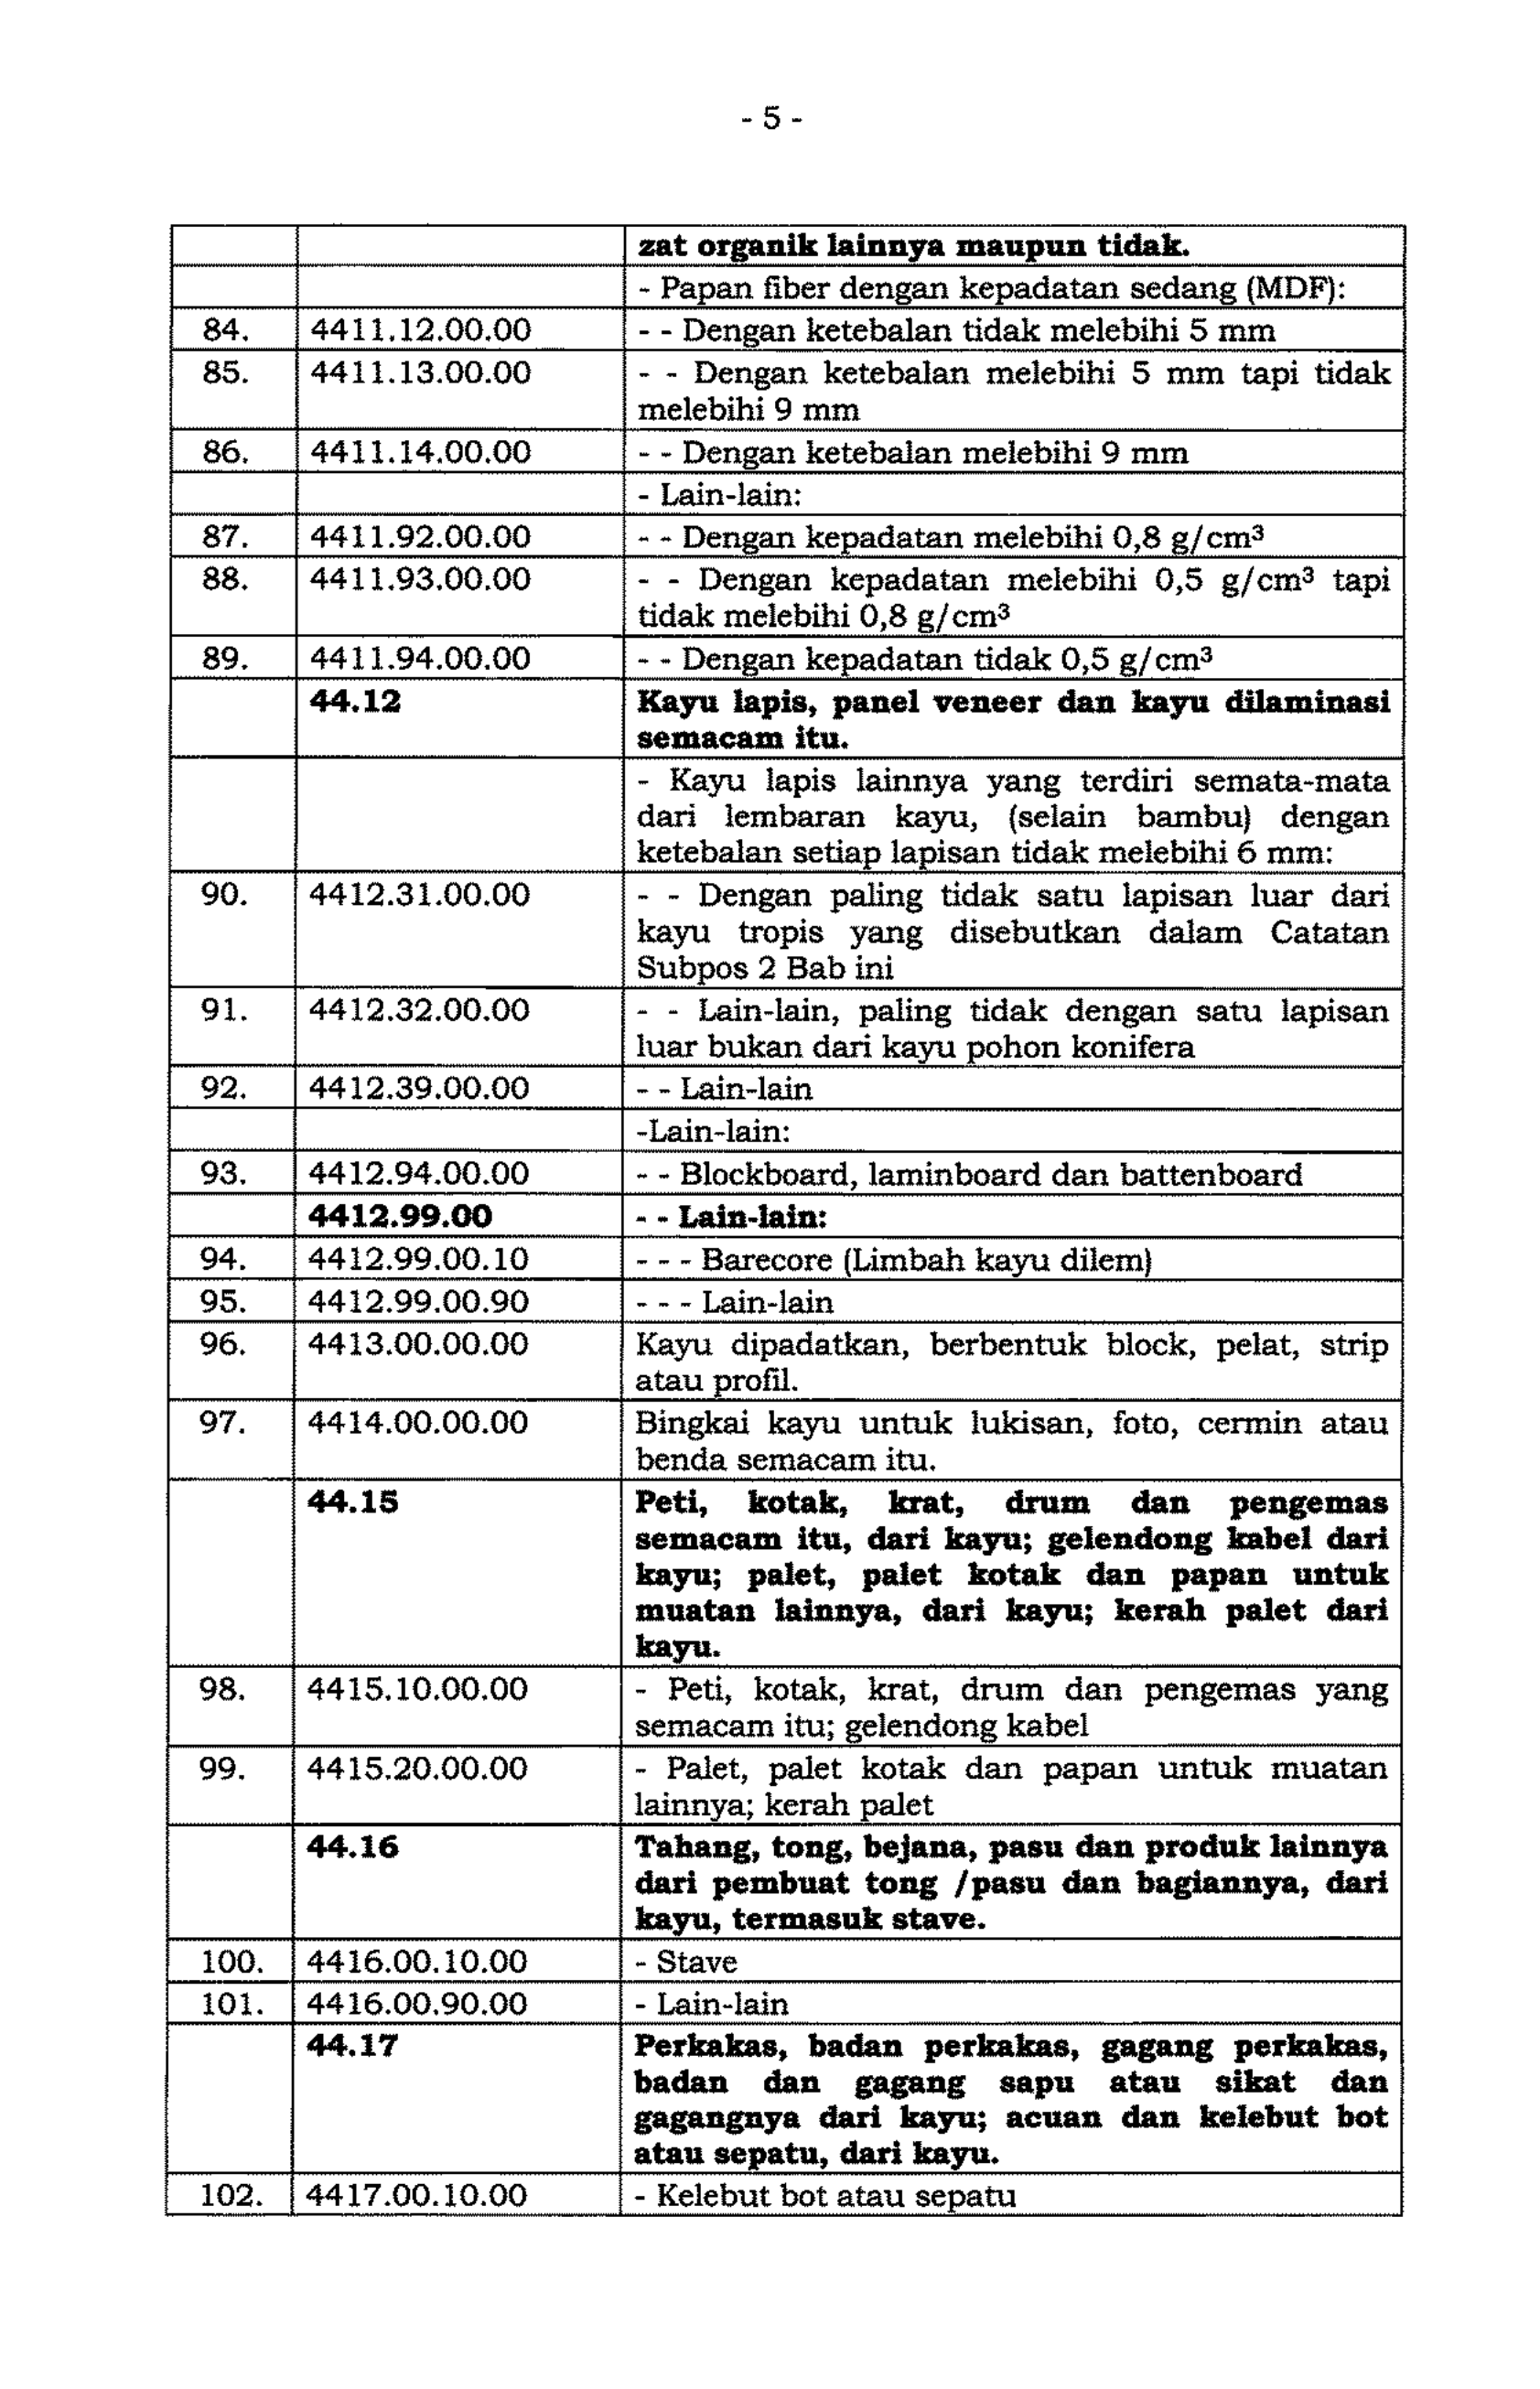 - 5 -
zat organik lainnya maupun tidak.
- Papan fiber dengan kepadatan sedang (MDF):
84. 4411.12.00.00 - - Dengan ketebalan tidak melebihi 5 mm
85. 4411.13.00.00 - - Dengan ketebalan melebihi 5 mm tapi tidak
melebihi 9 mm
86. 4411.14.00.00 - - Dengan ketebalan melebihi 9 mm
- Lain-lain:
87. 4411.92.00.00 - - Dengan kepadatan melebihi 0,8 g/cm³
88. 4411.93.00.00 - - Dengan kepadatan melebihi 0,5 g/cm³ tapi
tidak melebihi 0,8 g/cm³
89. 4411.94.00.00 - - Dengan kepadatan tidak 0,5 g/cm³
44.12 Kayu lapis, panel veneer dan kayu dilaminasi
semacam itu.
- Kayu lapis lainnya yang terdiri semata-mata
dari lembaran kayu, (selain bambu) dengan
ketebalan setiap lapisan tidak melebihi 6 mm:
90. 4412.31.00.00 - - Dengan paling tidak satu lapisan luar dari
kayu tropis yang disebutkan dalam Catatan
Subpos 2 Bab ini
91. 4412.32.00.00 - - Lain-lain, paling tidak dengan satu lapisan
luar bukan dari kayu pohon konifera
92. 4412.39.00.00 - - Lain-lain
-Lain-lain:
93. 4412.94.00.00 - - Blockboard, laminboard dan battenboard
4412.99.00 - - Lain-lain:
94. 4412.99.00.10 - - - Barecore (Limbah kayu dilem)
95. 4412.99.00.90 - - - Lain-lain
96. 4413.00.00.00 Kayu dipadatkan, berbentuk block, pelat, strip
atau profil.
97. 4414.00.00.00 Bingkai kayu untuk lukisan, foto, cermin atau
benda semacam itu.
44.15 Peti, kotak, krat, drum dan pengemas
semacam itu, dari kayu; gelendong kabel dari
kayu; palet, palet kotak dan papan untuk
muatan lainnya, dari kayu; kerah palet dari
kayu.
98. 4415.10.00.00 - Peti, kotak, krat, drum dan pengemas yang
semacam itu; gelendong kabel
99. 4415.20.00.00 - Palet, palet kotak dan papan untuk muatan
lainnya; kerah palet
44.16 Tahang, tong, bejana, pasu dan produk lainnya
dari pembuat tong /pasu dan bagiannya, dari
kayu, termasuk stave.
100. 4416.00.10.00 - Stave
101. 4416.00.90.00 - Lain-lain
44.17 Perkakas, badan perkakas, gagang perkakas,
badan dan gagang sapu atau sikat dan
gagangnya dari kayu; acuan dan kelebut bot
atau sepatu, dari kayu.
102. 4417.00.10.00 - Kelebut bot atau sepatu